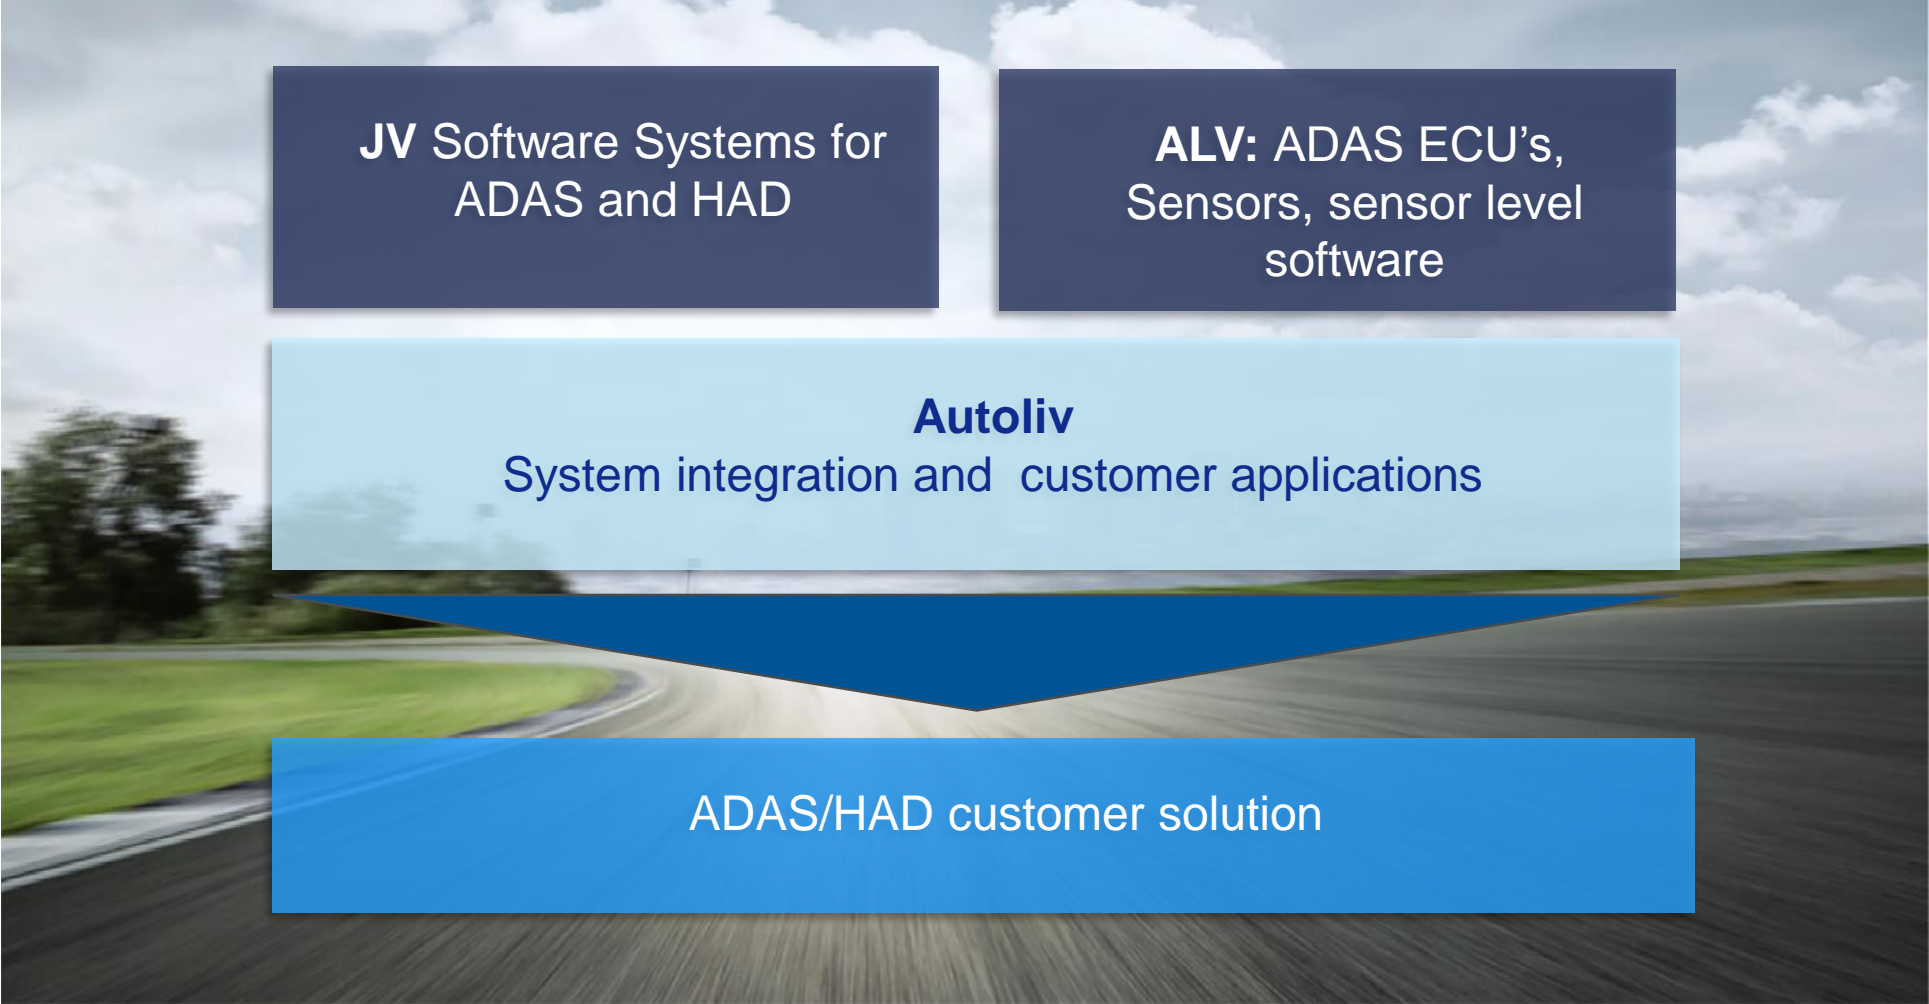 JV Software Systems for
ADAS and HAD
ALV: ADAS ECU's,
Sensors, sensor level
software
Autoliv
System integration and  customer applications
ADAS/HAD customer solution